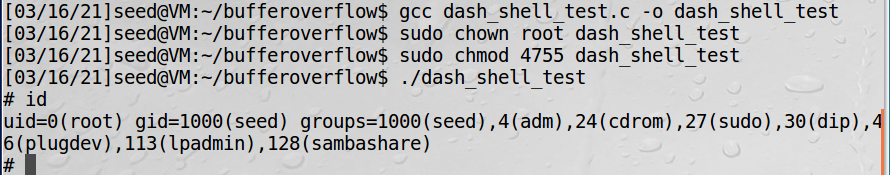 [03/16/21]seed@VM:~/bufferoverflow$ gcc dash_shell_test.c -o dash_shell_test
[03/16/21]seed@VM:~/bufferoverflow$ sudo chown root dash_shell_test
[03/16/21]seed@VM:~/bufferoverflow$ sudo chmod 4755 dash_shell_test
[03/16/21]seed@VM:~/bufferoverflow$ ./dash_shell_test
# id
uid=0(root) gid=1000(seed) groups=1000(seed),4(adm),24(cdrom),27(sudo),30(dip),4
6(plugdev),113(lpadmin),128(sambashare)
#